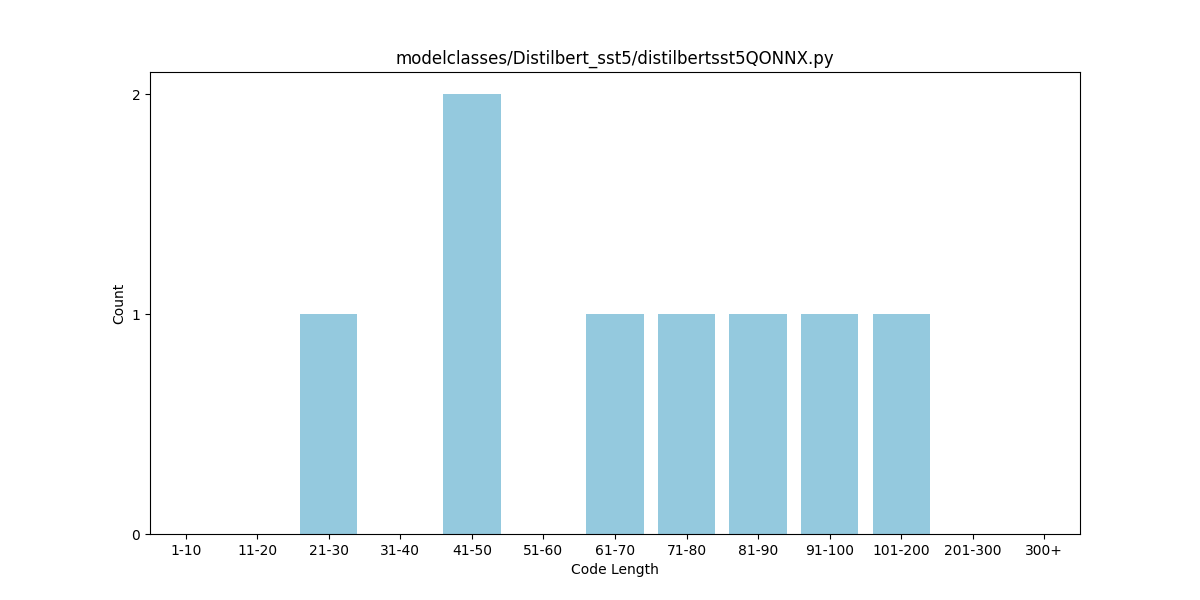 modelclasses/Distilbert_sst5/distilbertsst5QONNX.py
Count
2
1
0
1-10 11-20 21-30 31-40 41-50 51-60 61-70 71-80 81-90 91-100 101-200 201-300 300+
Code Length